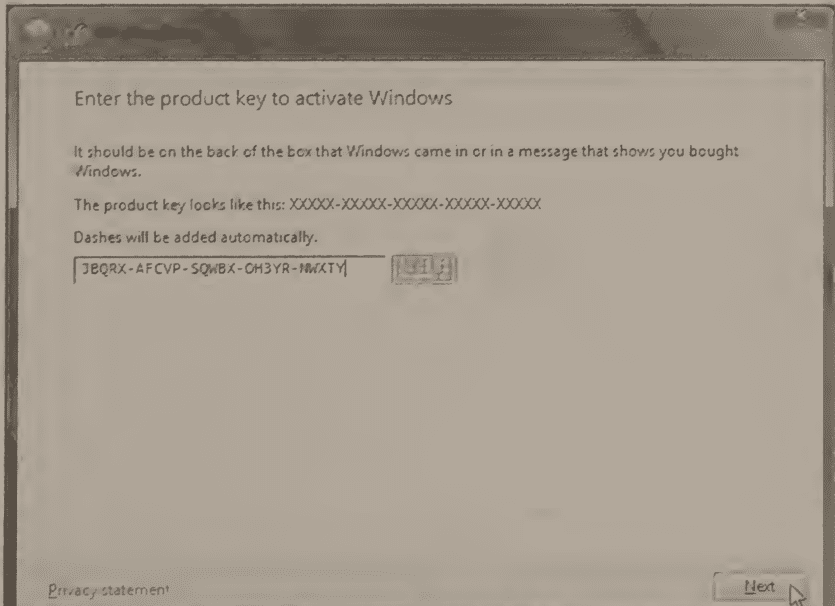 Enter the product key to activate Windows
It should be on the back of the box that Windows came in or in a message that shows you bought
Windows.
The product key looks like this: XXXXX-XXXXX-XXXXX-XXXXX-XXXXX
Dashes will be added automatically.
JBQRX-AFCVP-SQWBX-OH3YR-NWXTY
Privacy statement
Next